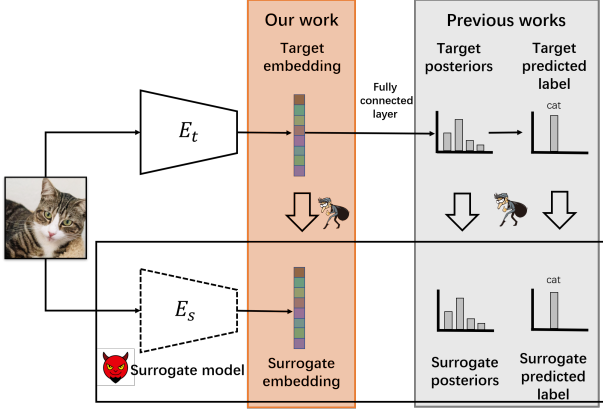 Our work
Previous works
Target
embedding
Target
posteriors
Target
predicted
label
Fully
connected
layer
cat
E_t
cat
E_s
Surrogate model
Surrogate
embedding
Surrogate
posteriors
Surrogate
predicted
label